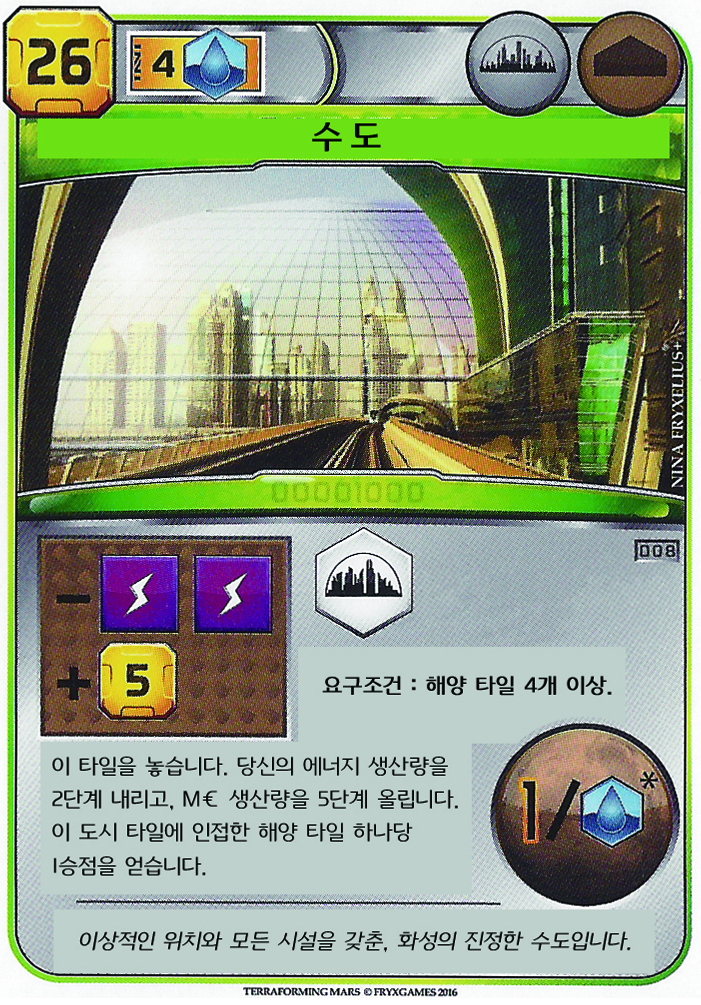 26
4
수도
NINA FRYXELIUS+
00001000
008
- 
+ 5
요구조건 : 해양 타일 4개 이상.
이 타일을 놓습니다. 당신의 에너지 생산량을
2단계 내리고, M€ 생산량을 5단계 올립니다.
이 도시 타일에 인접한 해양 타일 하나당
1승점을 얻습니다.
1/ *
이상적인 위치와 모든 시설을 갖춘, 화성의 진정한 수도입니다.
TERRAFORMING MARS © FRYXGAMES 2016